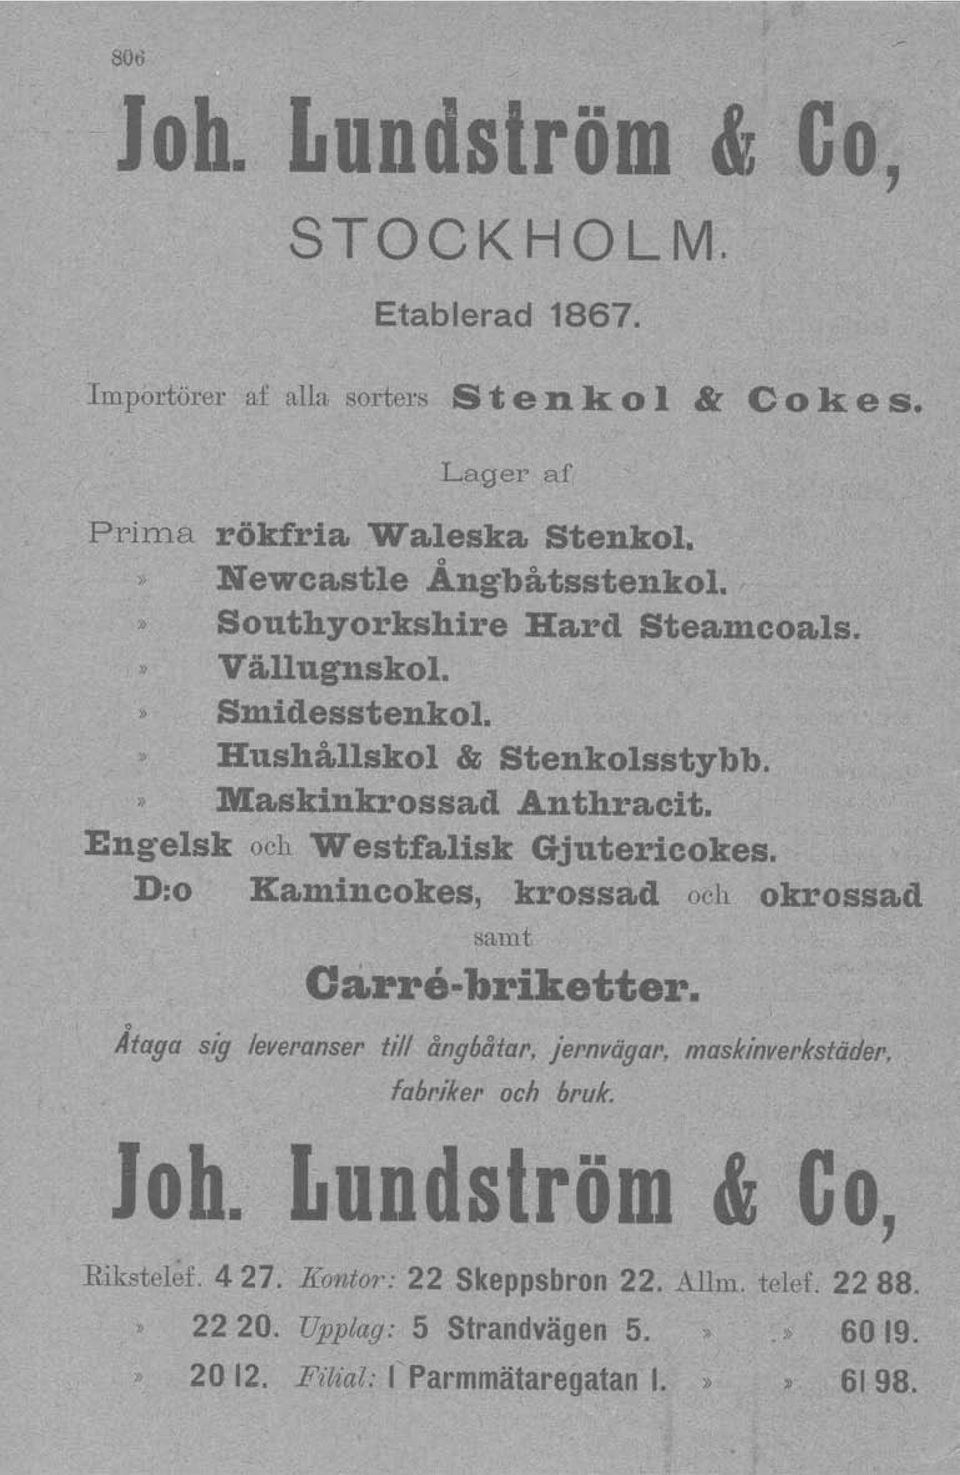 806
Joh. Lundström & Co,
STOCKHOLM.
Etablerad 1867.
Importörer af alla sorters Stenkol & Cokes.
Lager af
Prima rökfria Waleska Stenkol.
» Newcastle Ångbåtsstenkol.
» Southyorkshire Hard Steamcoals.
» Vällugnskol.
» Smidesstenkol.
» Hushållskol & Stenkolsstybb.
» Maskinkrossad Anthracit.
Engelsk och Westfalisk Gjutericokes.
D:o Kamincokes, krossad och okrossad
samt
Carré-briketter.
Åtaga sig leveranser till ångbåtar, jernvägar, maskinverkstäder,
fabriker och bruk.
Joh. Lundström & Co,
Rikstelef. 4 27. Kontor: 22 Skeppsbron 22. Allm. telef. 22 88.
» 22 20. Upplag: 5 Strandvägen 5. » » 60 19.
» 20 12. Filial: 1 Parmmätaregatan 1. » » 61 98.